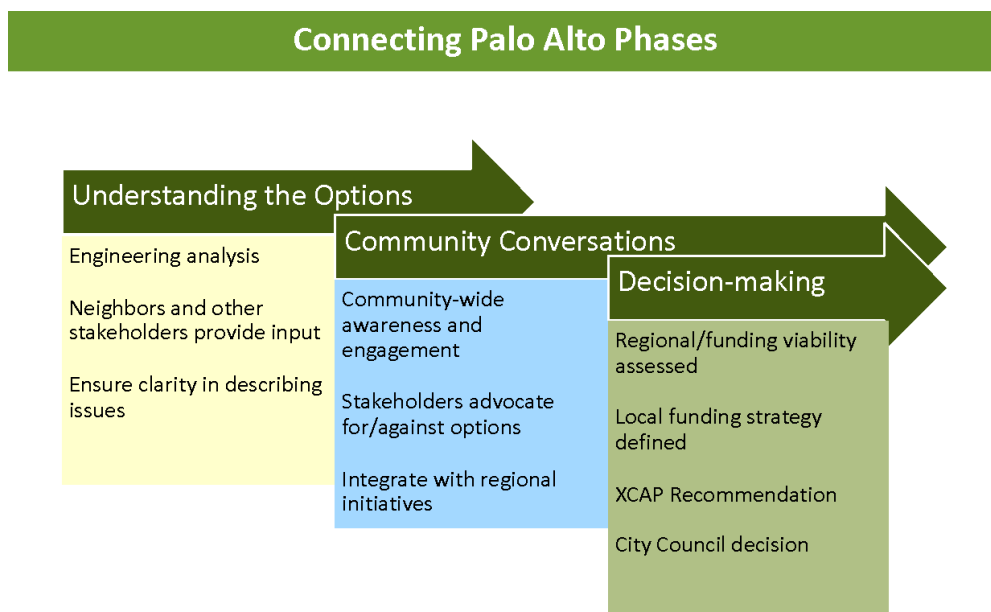 Connecting Palo Alto Phases
Understanding the Options
Engineering analysis
Neighbors and other
stakeholders provide input
Ensure clarity in describing
issues
Community Conversations
Community-wide
awareness and
engagement
Stakeholders advocate
for/against options
Integrate with regional
initiatives
Decision-making
Regional/funding viability
assessed
Local funding strategy
defined
XCAP Recommendation
City Council decision